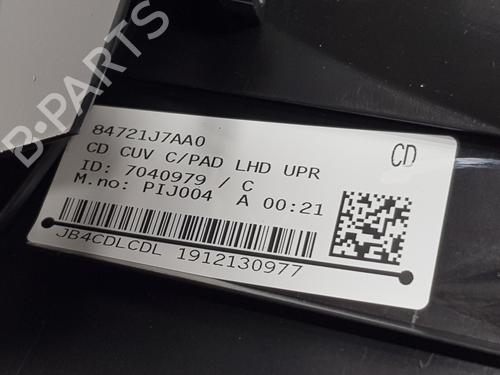 84721J7AA0
CD
CD CUV C/PAD LHD UPR
ID: 7040979 / C
M.no: PIJ004 A 00:21
JB4CDLCDL 1912130977
B-PARTS